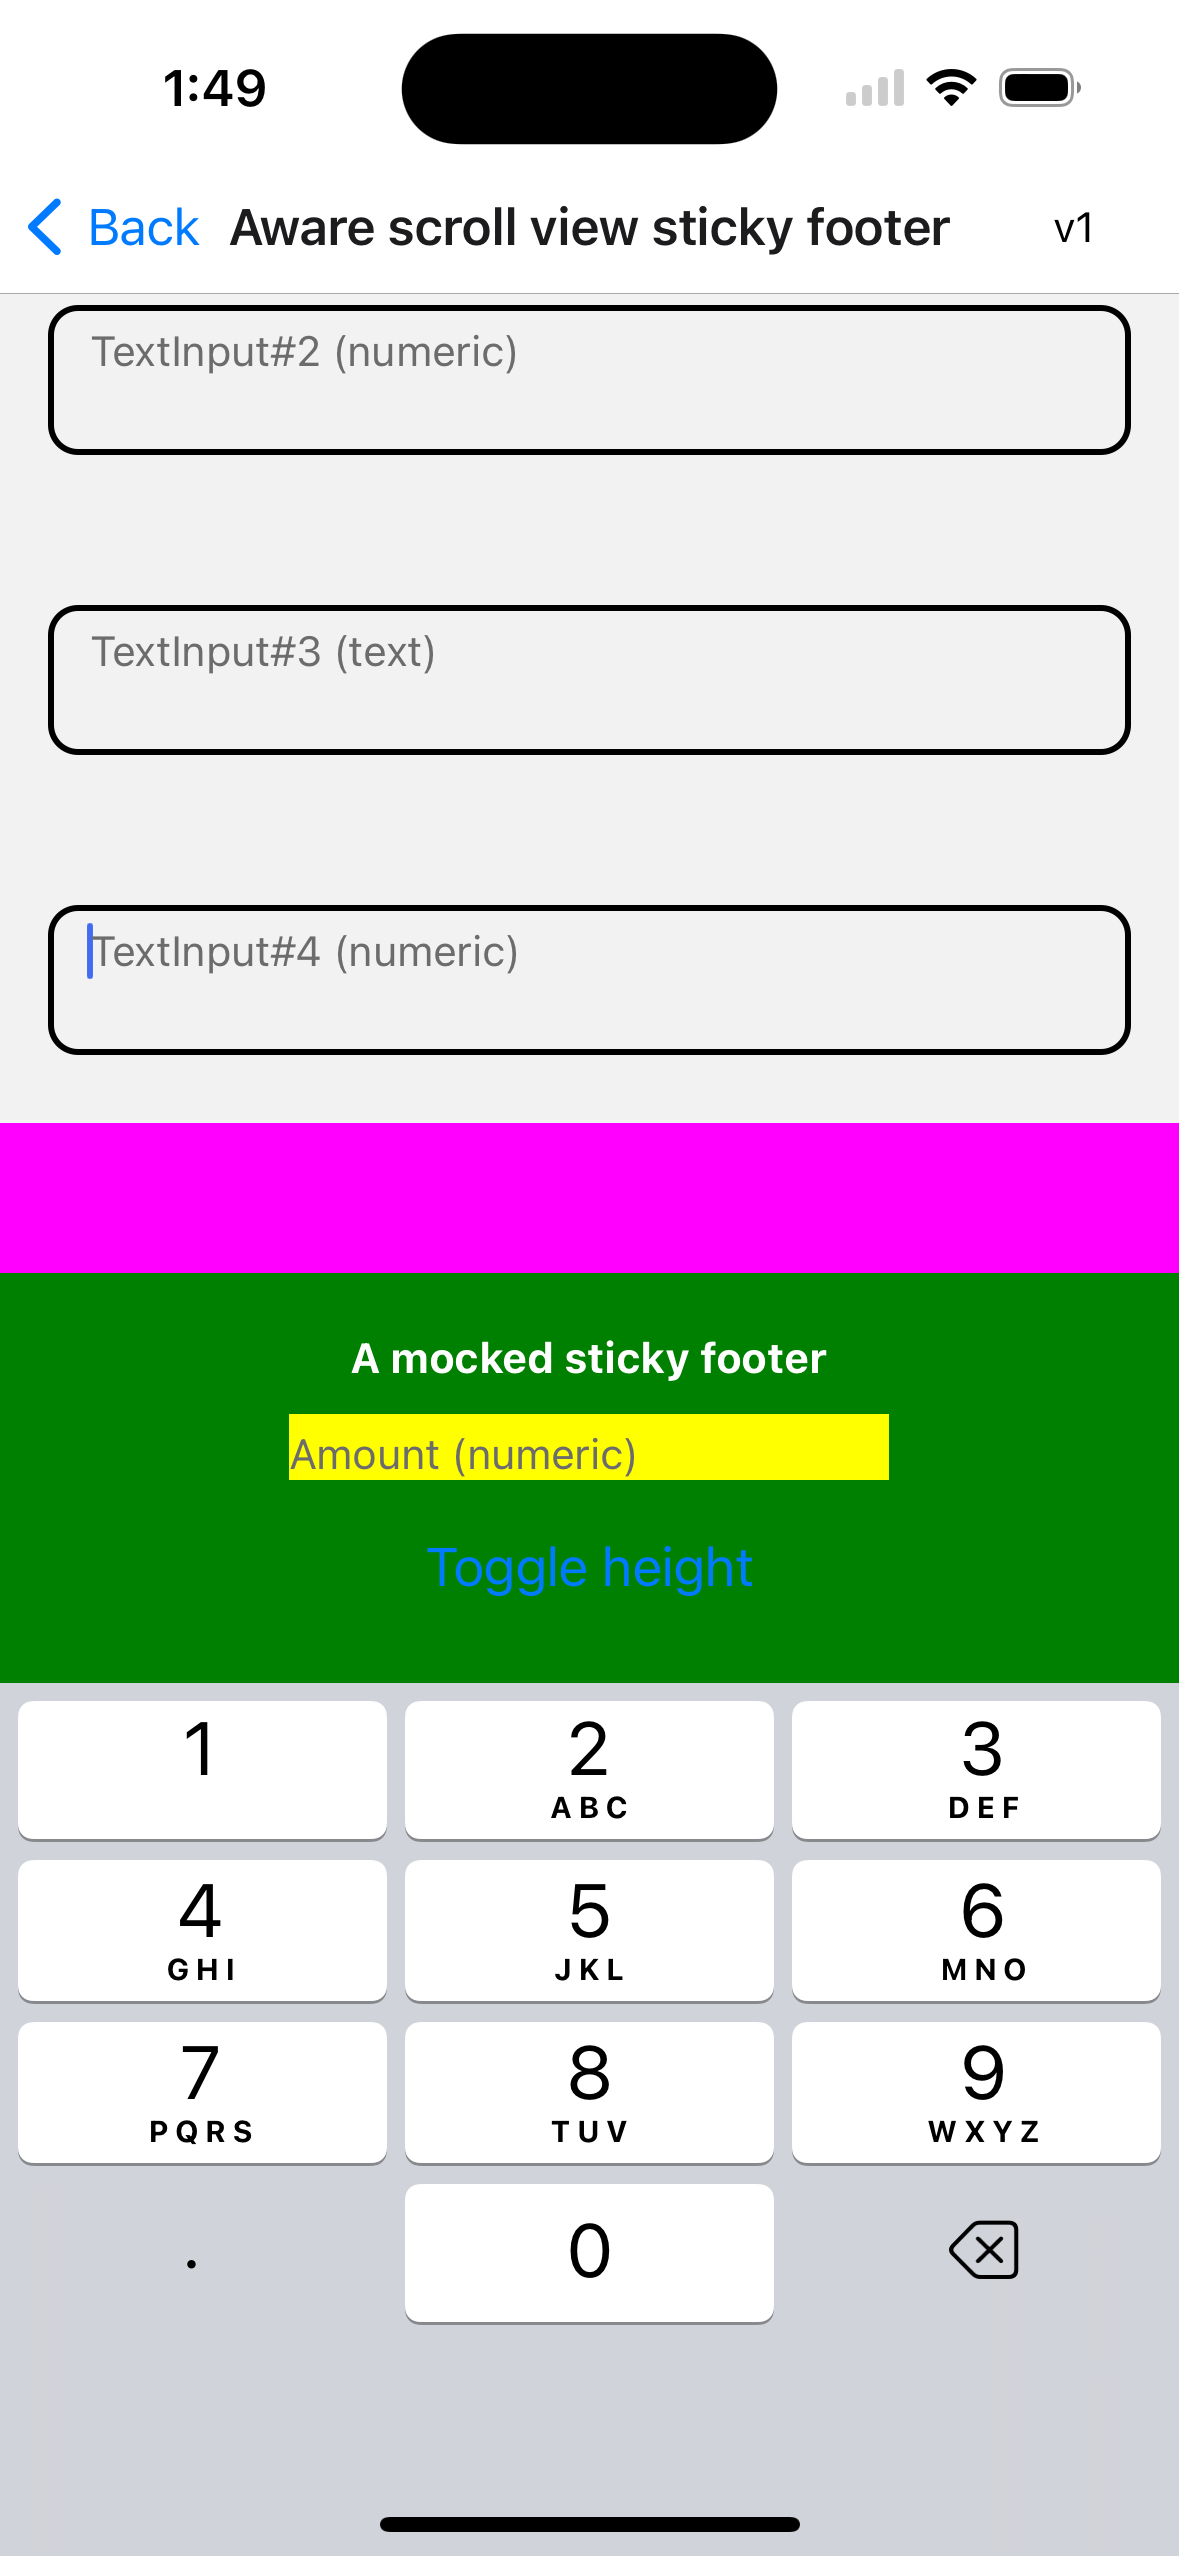 1:49
Back Aware scroll view sticky footer v1
TextInput#2 (numeric)
TextInput#3 (text)
TextInput#4 (numeric)
A mocked sticky footer
Amount (numeric)
Toggle height
1 2 3
ABC DEF
4 5 6
GHI JKL MNO
7 8 9
PQRS TUV WXYZ
. 0